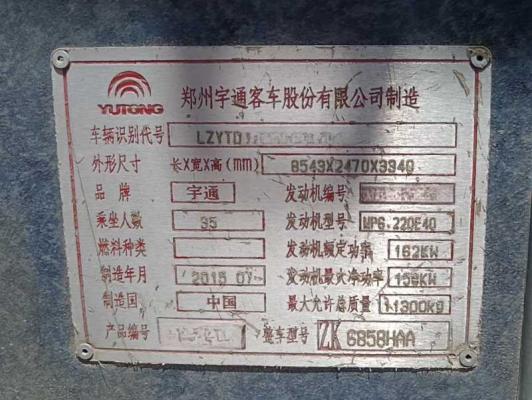 YUTONG 郑州宇通客车股份有限公司制造
车辆识别代号 LZYTD
外形尺寸 长X宽X高(mm) 8543X2470X3340
品牌 宇通 发动机编号
乘坐人数 35 发动机型号 WP6.220E40
燃料种类 发动机额定功率 162KW
制造年月 2015 07 发动机最大净功率 158KW
制造国 中国 最大允许总质量 11300kg
产品编号 整车型号 ZK 6858HAA